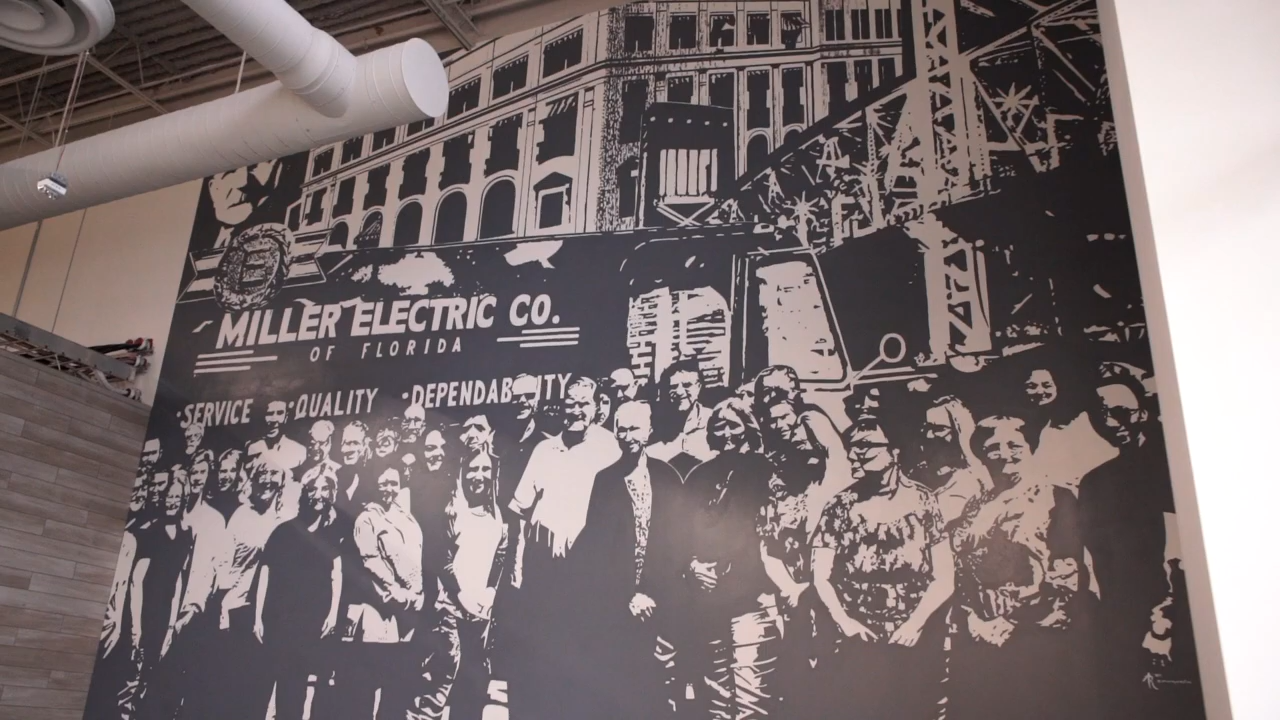 E
MILLER ELECTRIC CO.
OF FLORIDA
·SERVICE ·QUALITY ·DEPENDABILITY